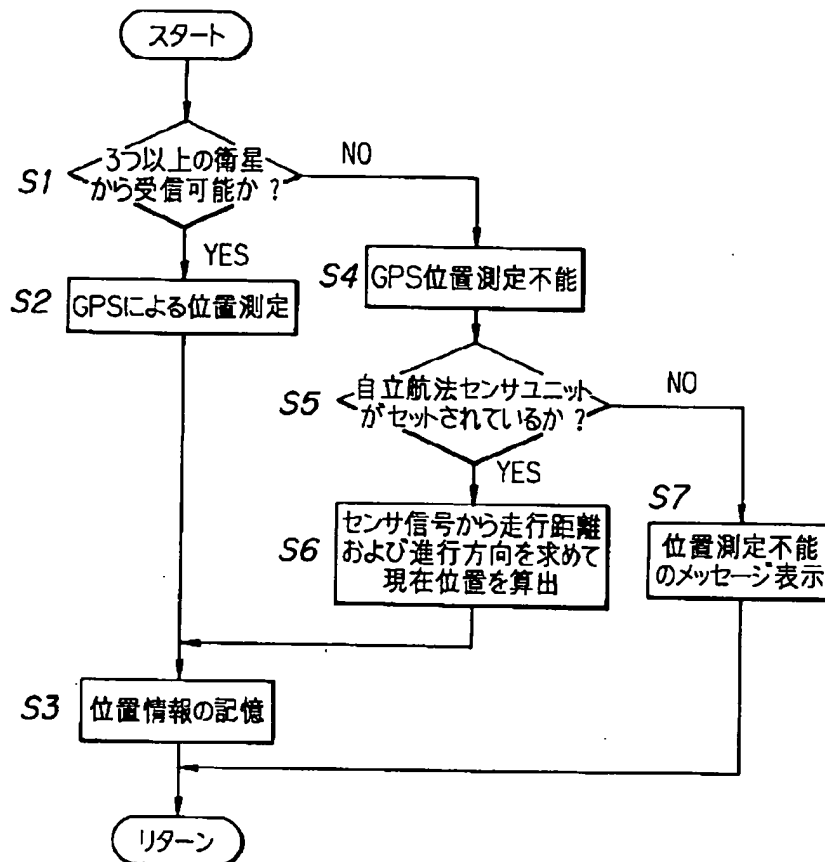 スタート
S1
3つ以上の衛星
から受信可能か？
NO
YES
S2
GPSによる位置測定
S4
GPS位置測定不能
S5
自立航法センサユニット
がセットされているか？
NO
YES
S6
センサ信号から走行距離
および進行方向を求めて
現在位置を算出
S7
位置測定不能
のメッセージ表示
S3
位置情報の記憶
リターン